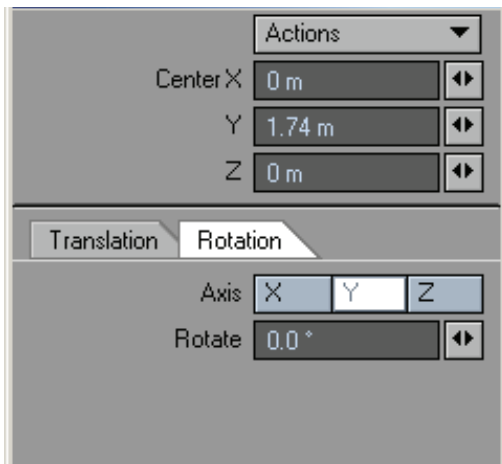 Actions
Center X 0 m
Y 1.74 m
Z 0 m
Translation Rotation
Axis X Y Z
Rotate 0.0 °